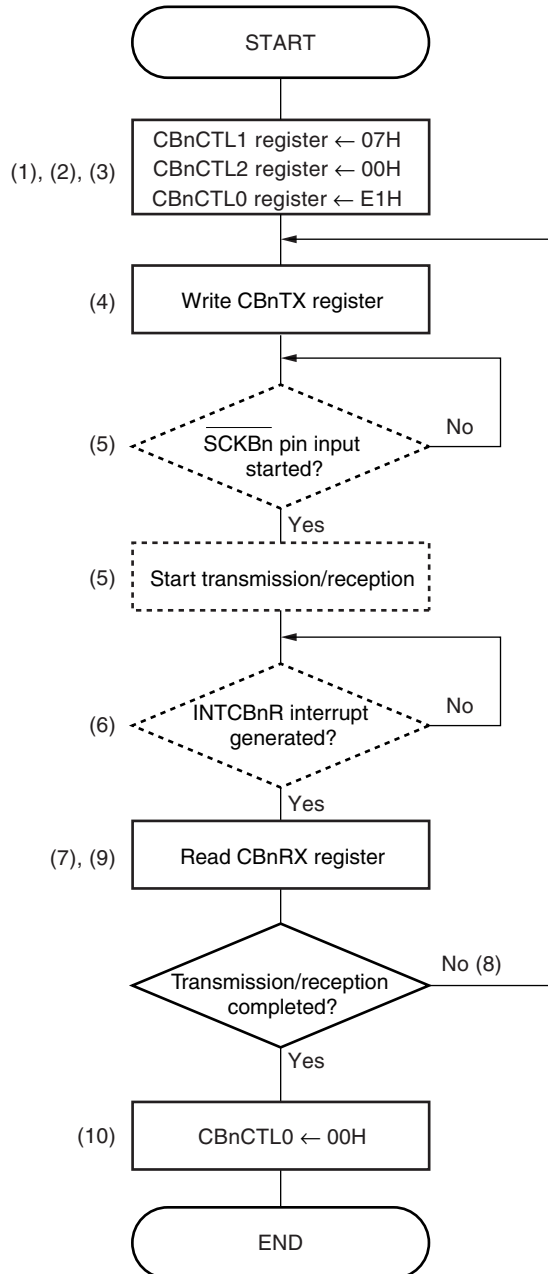 START
(1), (2), (3)
CBnCTL1 register ← 07H
CBnCTL2 register ← 00H
CBnCTL0 register ← E1H
(4)
Write CBnTX register
(5)
SCKBn pin input
started?
No
Yes
(5)
Start transmission/reception
(6)
INTCBnR interrupt
generated?
No
Yes
(7), (9)
Read CBnRX register
Transmission/reception
completed?
No (8)
Yes
(10)
CBnCTL0 ← 00H
END